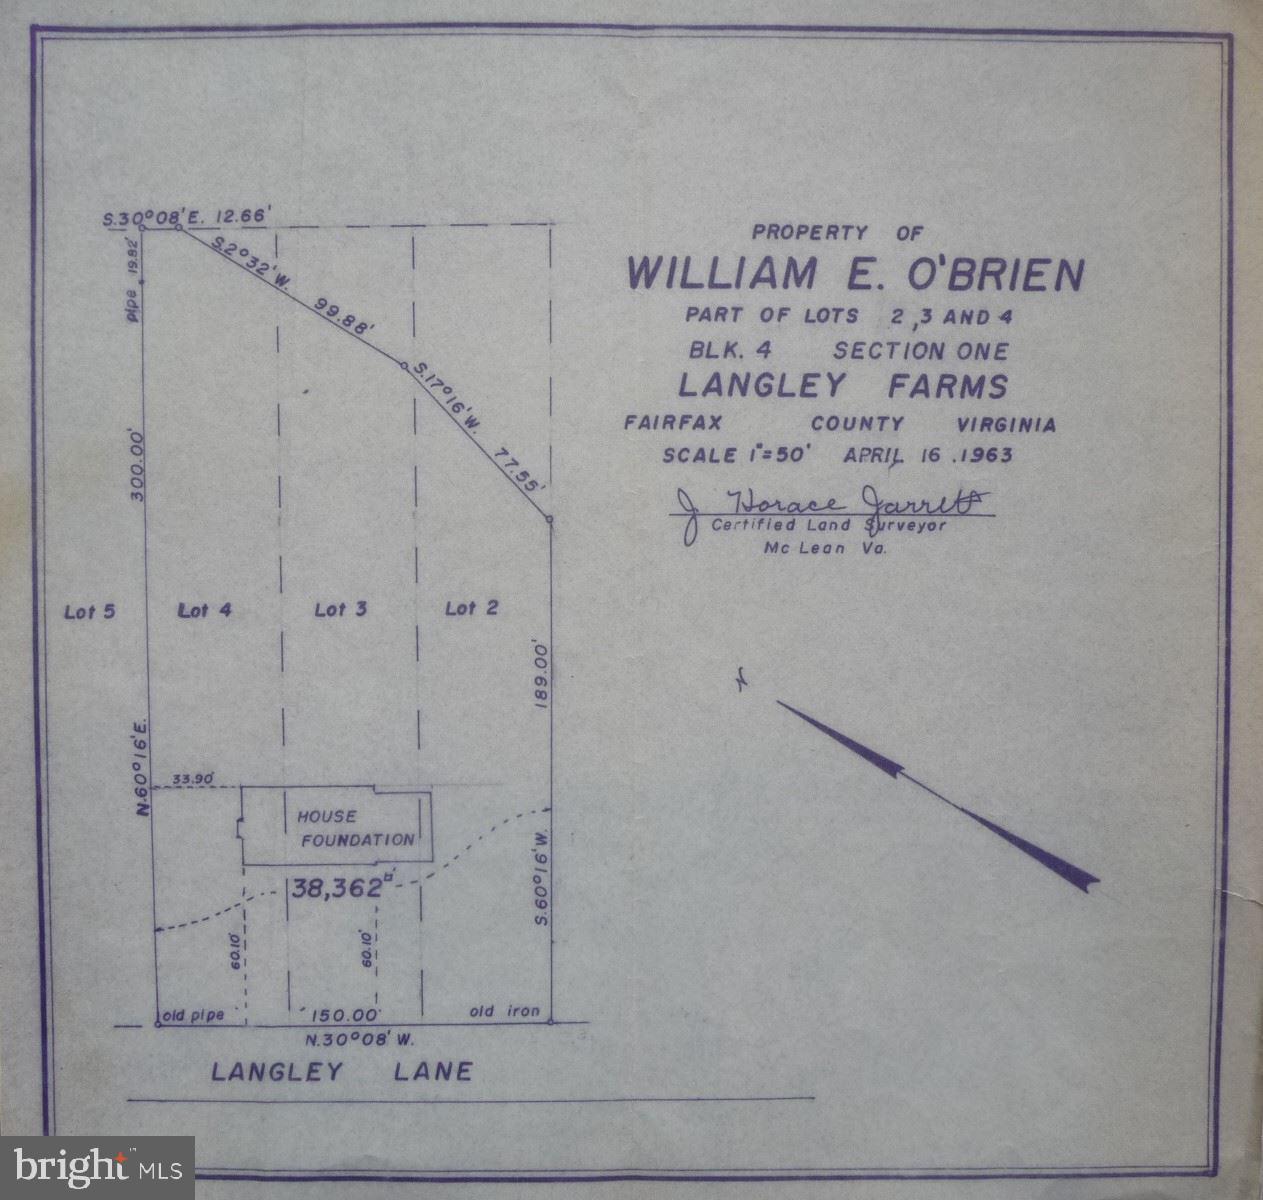 S.30°08'E. 12.66'
S.2°32'W. 99.88'
Pipe 19.82'
S.17°16'W. 77.55'
300.00'
N.60°16'E.
Lot 5 Lot 4 Lot 3 Lot 2
189.00'
S.60°16'W.
33.90'
HOUSE
FOUNDATION
38,362
60.10' 60.10'
old pipe 150.00' old iron
N.30°08'W.
LANGLEY LANE
PROPERTY OF
WILLIAM E. O'BRIEN
PART OF LOTS 2,3 AND 4
BLK. 4 SECTION ONE
LANGLEY FARMS
FAIRFAX COUNTY VIRGINIA
SCALE 1"=50' APRIL 16.1963
J Horace Jarrett
Certified Land Surveyor
Mc Lean Va.
N
bright MLS